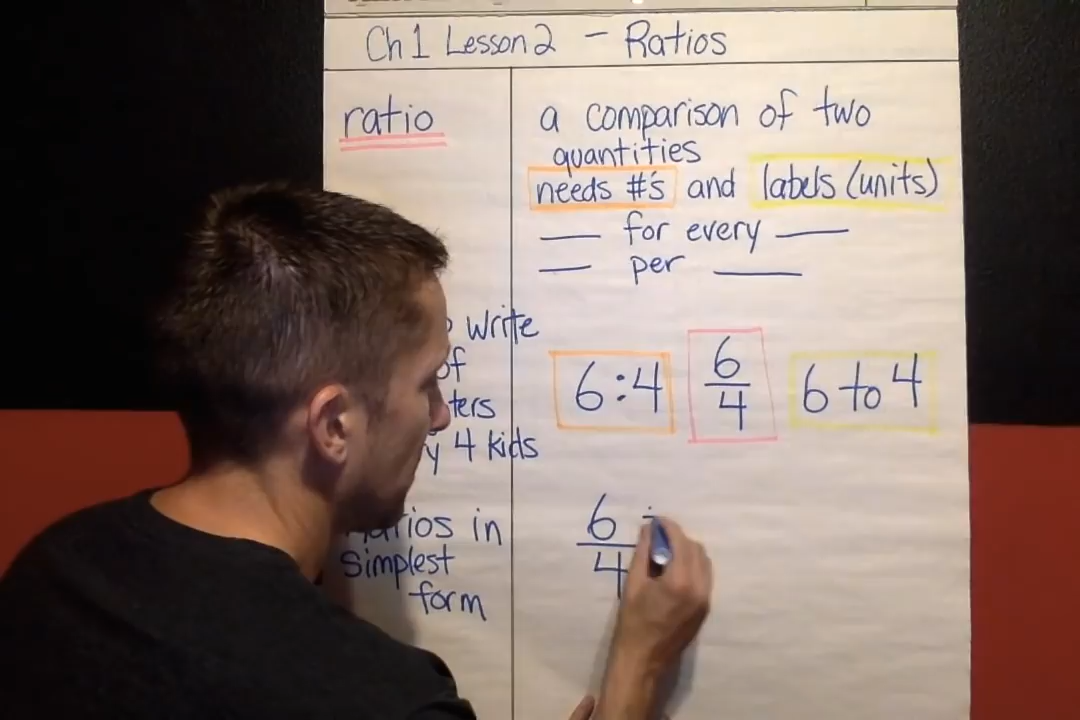 Ch 1 Lesson 2 - Ratios
ratio
a comparison of two
quantities
needs #'s and labels (units)
___ for every ___
___ per ___
write
of
ters
y 4 kids
6:4
6
4
6 to 4
Ratios in
simplest
form
6
4